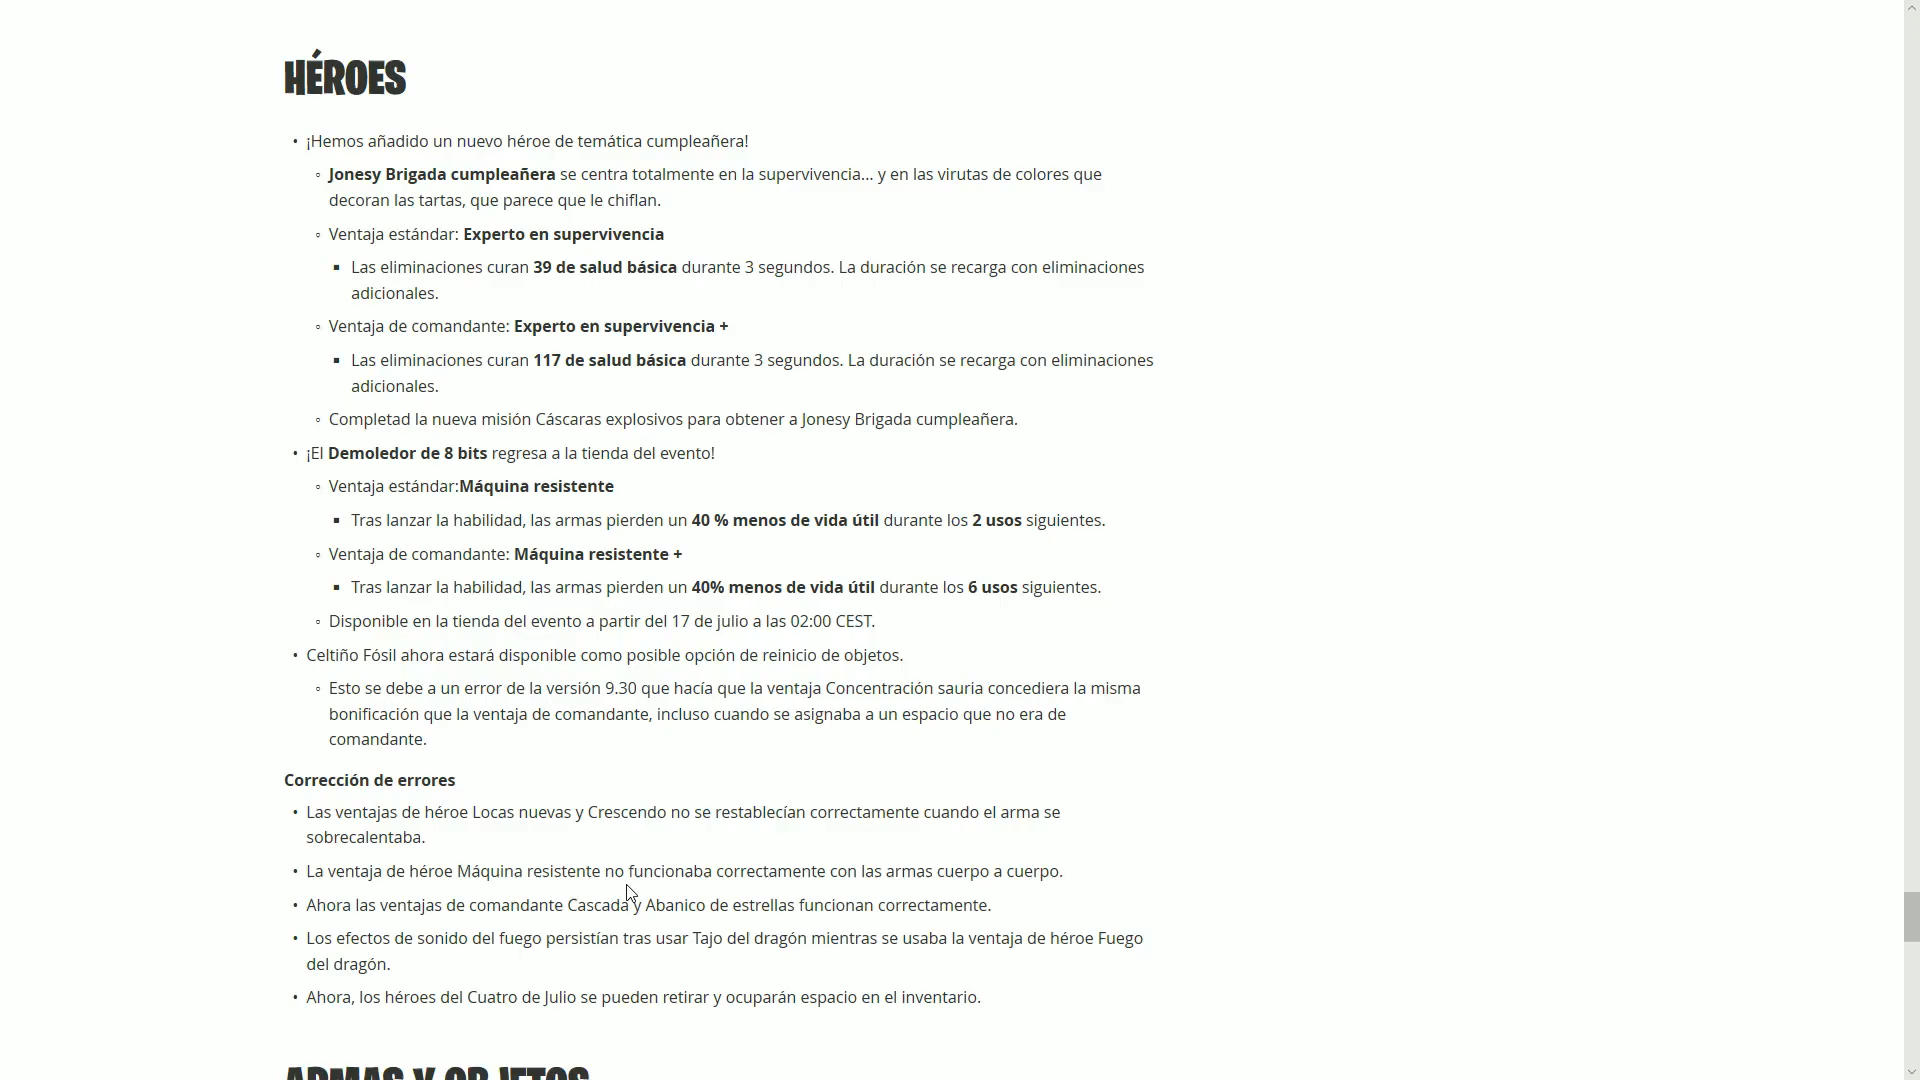 HÉROES
• ¡Hemos añadido un nuevo héroe de temática cumpleañera!
◦ Jonesy Brigada cumpleañera se centra totalmente en la supervivencia... y en las virutas de colores que
decoran las tartas, que parece que le chiflan.
◦ Ventaja estándar: Experto en supervivencia
▪ Las eliminaciones curan 39 de salud básica durante 3 segundos. La duración se recarga con eliminaciones
adicionales.
◦ Ventaja de comandante: Experto en supervivencia +
▪ Las eliminaciones curan 117 de salud básica durante 3 segundos. La duración se recarga con eliminaciones
adicionales.
◦ Completad la nueva misión Cáscaras explosivos para obtener a Jonesy Brigada cumpleañera.
• ¡El Demoledor de 8 bits regresa a la tienda del evento!
◦ Ventaja estándar:Máquina resistente
▪ Tras lanzar la habilidad, las armas pierden un 40 % menos de vida útil durante los 2 usos siguientes.
◦ Ventaja de comandante: Máquina resistente +
▪ Tras lanzar la habilidad, las armas pierden un 40% menos de vida útil durante los 6 usos siguientes.
◦ Disponible en la tienda del evento a partir del 17 de julio a las 02:00 CEST.
• Celtiño Fósil ahora estará disponible como posible opción de reinicio de objetos.
◦ Esto se debe a un error de la versión 9.30 que hacía que la ventaja Concentración sauria concediera la misma
bonificación que la ventaja de comandante, incluso cuando se asignaba a un espacio que no era de
comandante.
Corrección de errores
• Las ventajas de héroe Locas nuevas y Crescendo no se restablecían correctamente cuando el arma se
sobrecalentaba.
• La ventaja de héroe Máquina resistente no funcionaba correctamente con las armas cuerpo a cuerpo.
• Ahora las ventajas de comandante Cascada y Abanico de estrellas funcionan correctamente.
• Los efectos de sonido del fuego persistían tras usar Tajo del dragón mientras se usaba la ventaja de héroe Fuego
del dragón.
• Ahora, los héroes del Cuatro de Julio se pueden retirar y ocuparán espacio en el inventario.
ARMAS Y OBJETOS